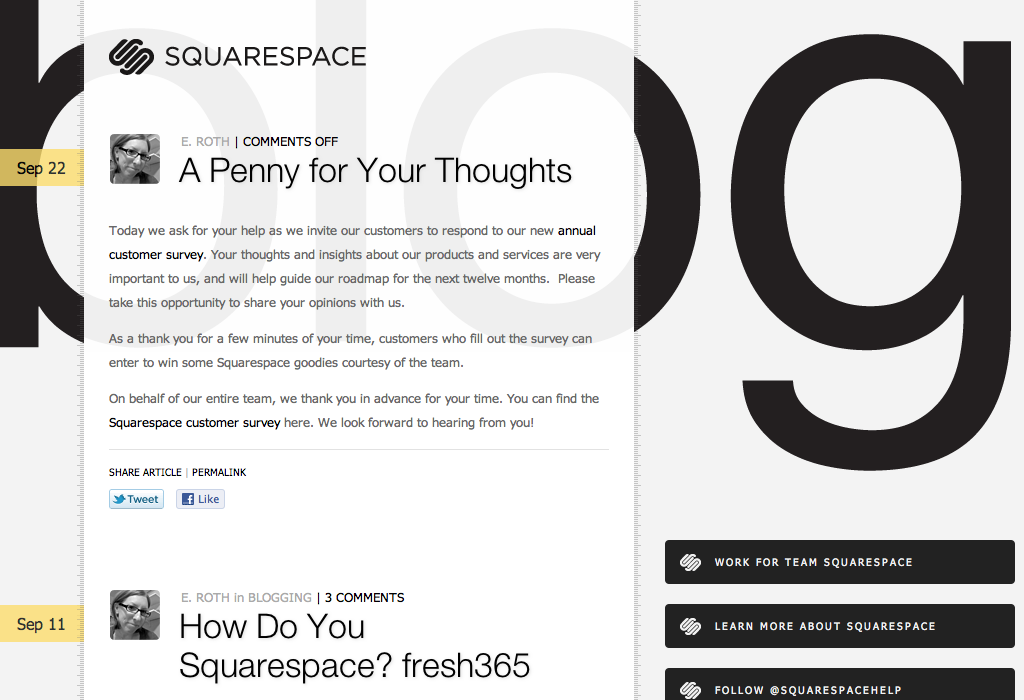 blog
SQUARESPACE
Sep 22
E. ROTH | COMMENTS OFF
A Penny for Your Thoughts
Today we ask for your help as we invite our customers to respond to our new annual
customer survey. Your thoughts and insights about our products and services are very
important to us, and will help guide our roadmap for the next twelve months.  Please
take this opportunity to share your opinions with us.
As a thank you for a few minutes of your time, customers who fill out the survey can
enter to win some Squarespace goodies courtesy of the team.
On behalf of our entire team, we thank you in advance for your time. You can find the
Squarespace customer survey here. We look forward to hearing from you!
SHARE ARTICLE | PERMALINK
Tweet
Like
Sep 11
E. ROTH in BLOGGING | 3 COMMENTS
How Do You
Squarespace? fresh365
WORK FOR TEAM SQUARESPACE
LEARN MORE ABOUT SQUARESPACE
FOLLOW @SQUARESPACEHELP